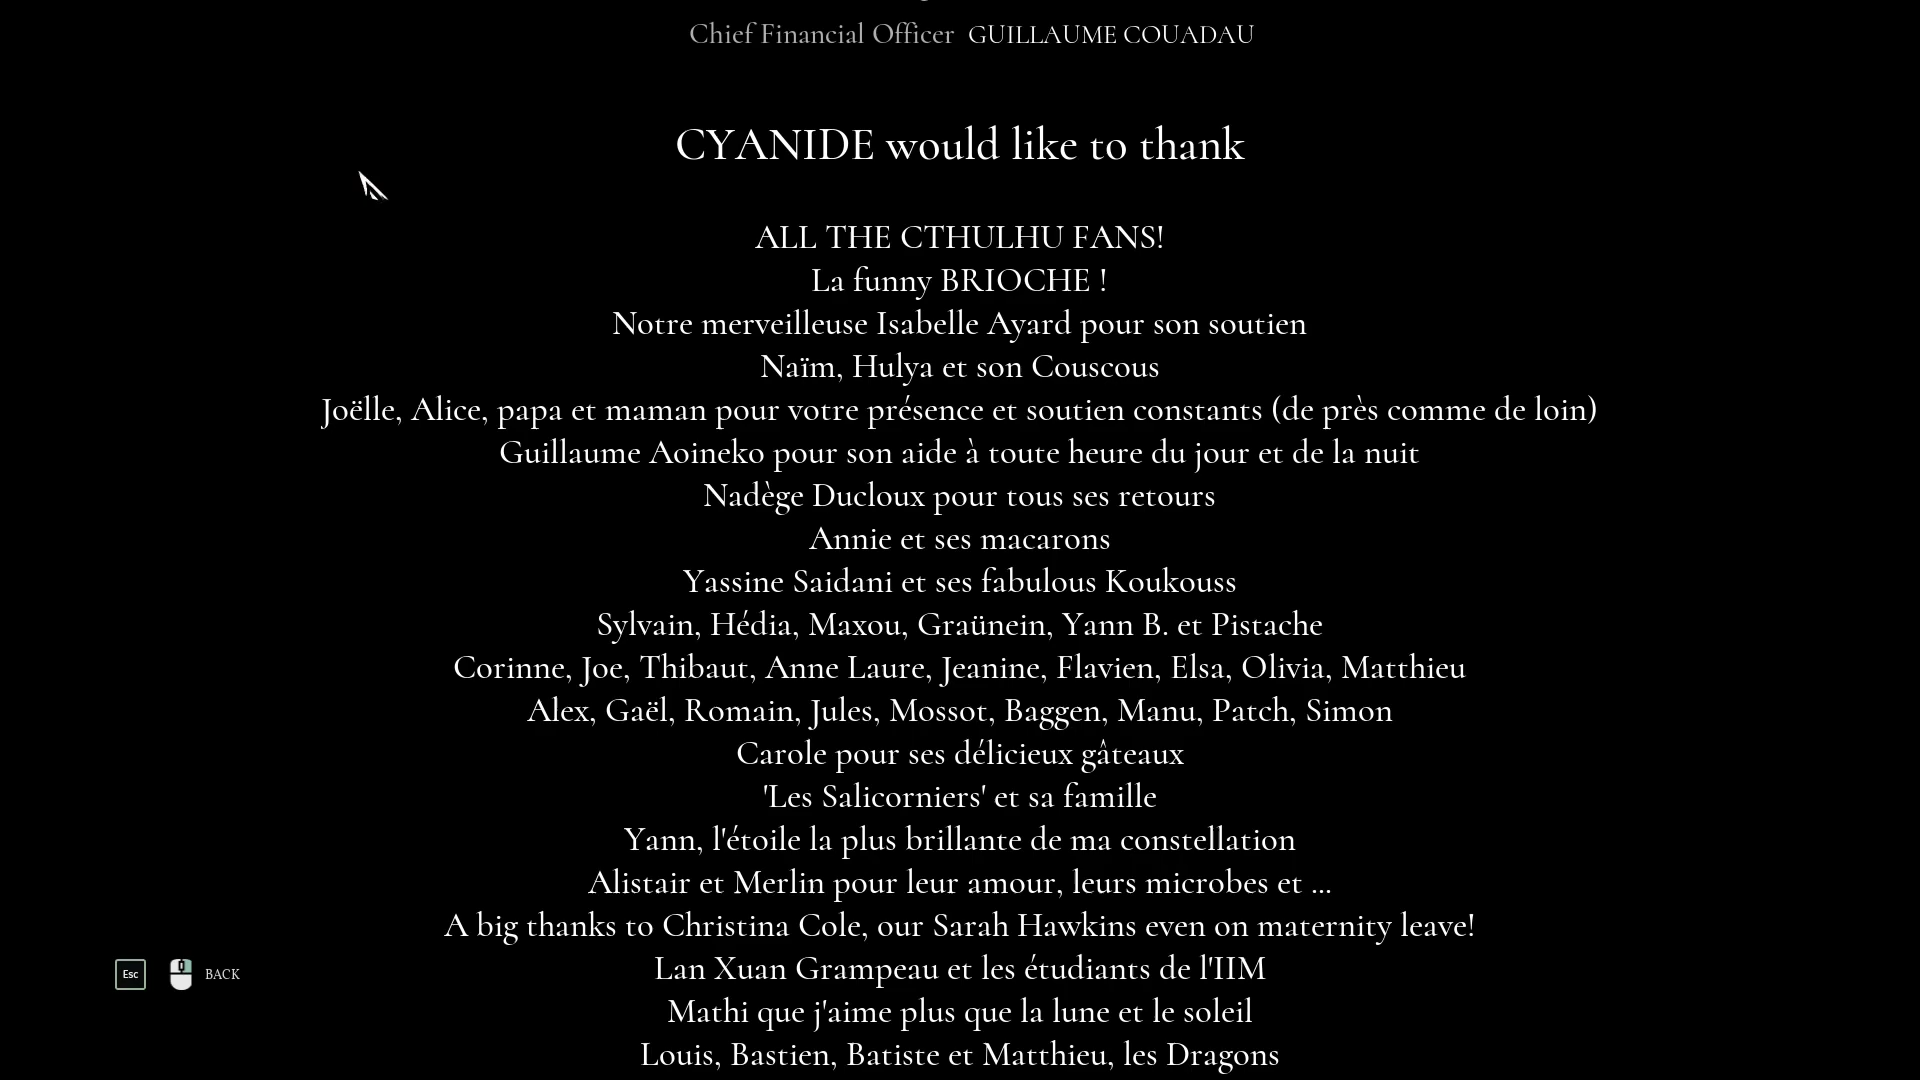 Chief Financial Officer GUILLAUME COUADAU
CYANIDE would like to thank
ALL THE CTHULHU FANS!
La funny BRIOCHE !
Notre merveilleuse Isabelle Ayard pour son soutien
Naïm, Hulya et son Couscous
Joëlle, Alice, papa et maman pour votre présence et soutien constants (de près comme de loin)
Guillaume Aoineko pour son aide à toute heure du jour et de la nuit
Nadège Ducloux pour tous ses retours
Annie et ses macarons
Yassine Saidani et ses fabulous Koukouss
Sylvain, Hédia, Maxou, Graünein, Yann B. et Pistache
Corinne, Joe, Thibaut, Anne Laure, Jeanine, Flavien, Elsa, Olivia, Matthieu
Alex, Gaël, Romain, Jules, Mossot, Baggen, Manu, Patch, Simon
Carole pour ses délicieux gâteaux
'Les Salicorniers' et sa famille
Yann, l'étoile la plus brillante de ma constellation
Alistair et Merlin pour leur amour, leurs microbes et ...
A big thanks to Christina Cole, our Sarah Hawkins even on maternity leave!
Lan Xuan Grampeau et les étudiants de l'IIM
Esc BACK
Mathi que j'aime plus que la lune et le soleil
Louis, Bastien, Batiste et Matthieu, les Dragons